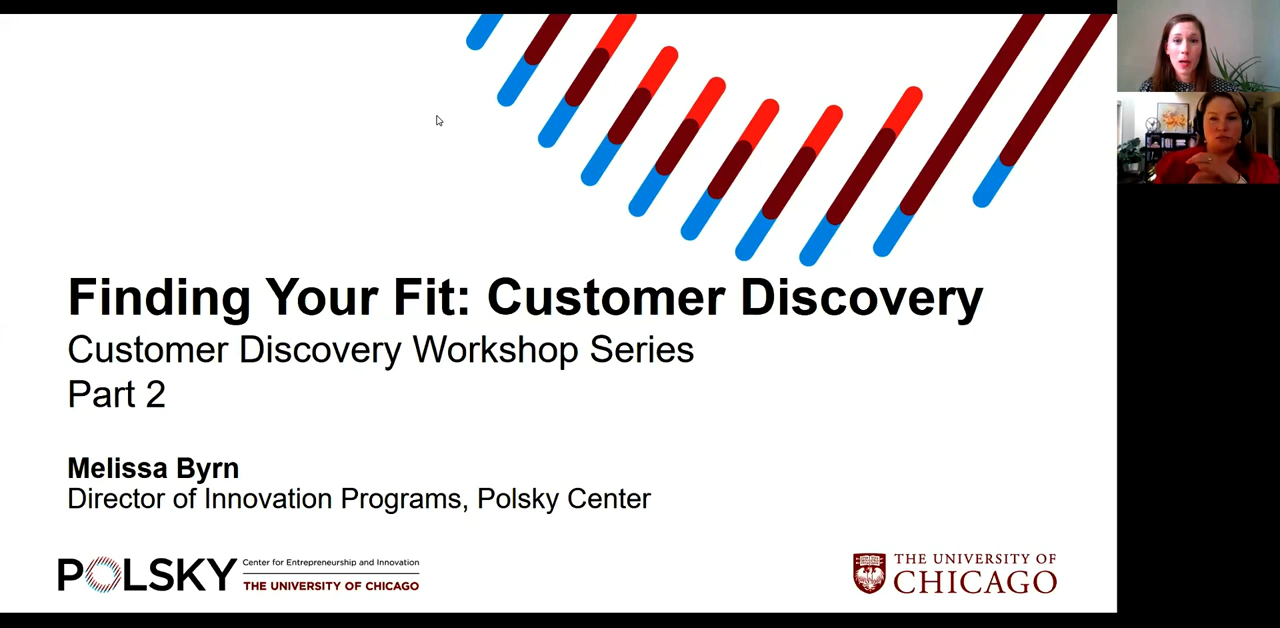 Finding Your Fit: Customer Discovery
Customer Discovery Workshop Series
Part 2
Melissa Byrn
Director of Innovation Programs, Polsky Center
POLSKY
Center for Entrepreneurship and Innovation
THE UNIVERSITY OF CHICAGO
THE UNIVERSITY OF
CHICAGO